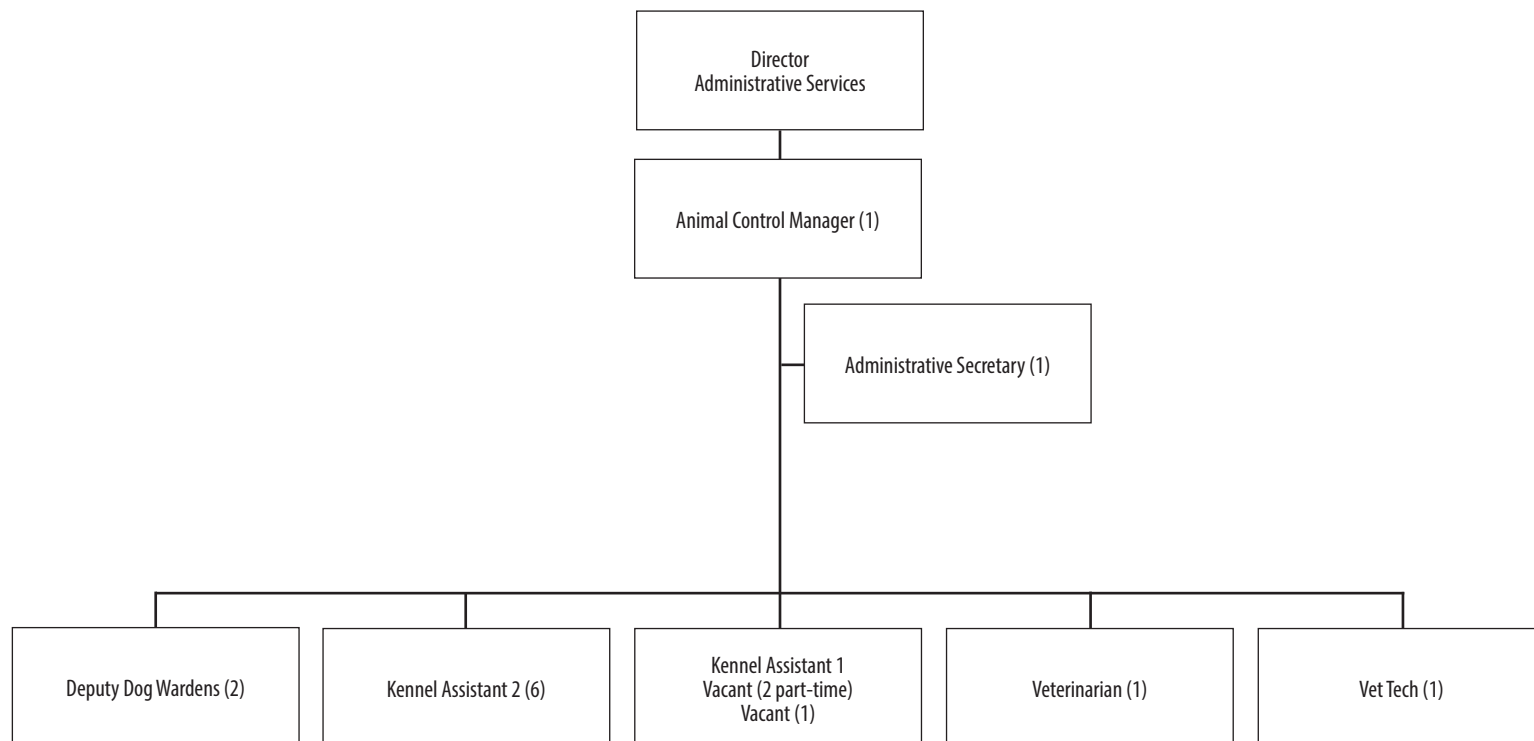 Director
Administrative Services
Animal Control Manager (1)
Administrative Secretary (1)
Deputy Dog Wardens (2)
Kennel Assistant 2 (6)
Kennel Assistant 1
Vacant (2 part-time)
Vacant (1)
Veterinarian (1)
Vet Tech (1)